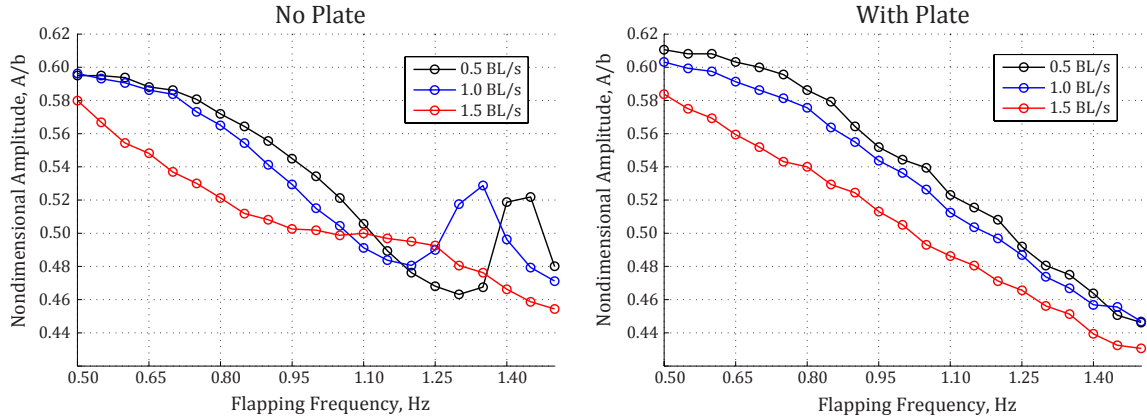 No Plate
Nondimensional Amplitude, A/b
0.62
0.60
0.58
0.56
0.54
0.52
0.50
0.48
0.46
0.44
0.5 BL/s
1.0 BL/s
1.5 BL/s
0.50 0.65 0.80 0.95 1.10 1.25 1.40
Flapping Frequency, Hz
With Plate
Nondimensional Amplitude, A/b
0.62
0.60
0.58
0.56
0.54
0.52
0.50
0.48
0.46
0.44
0.5 BL/s
1.0 BL/s
1.5 BL/s
0.50 0.65 0.80 0.95 1.10 1.25 1.40
Flapping Frequency, Hz